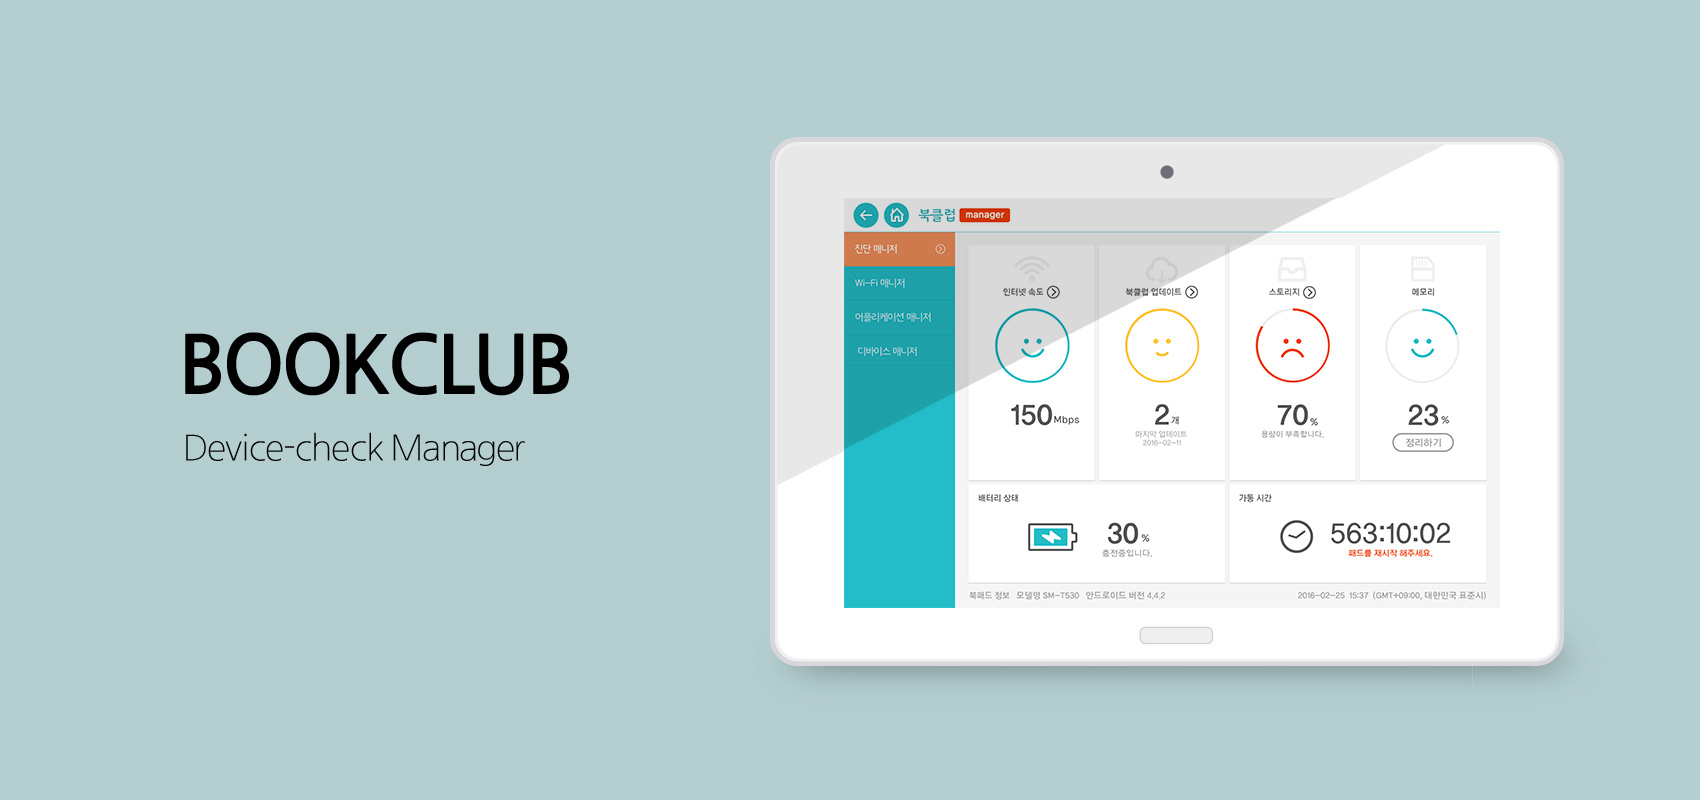 BOOKCLUB
Device-check Manager
북클럽 manager
진단 매니저
Wi-Fi 매니저
어플리케이션 매니저
디바이스 매니저
인터넷 속도
150Mbps
북클럽 업데이트
2개
마지막 업데이트
2016-02-11
스토리지
70%
용량이 부족합니다.
메모리
23%
정리하기
배터리 상태
30%
충전중입니다.
가동 시간
563:10:02
패드를 재시작 해주세요.
북패드 정보 모델명 SM-T530 안드로이드 버전 4.4.2
2016-02-25 15:37 (GMT+09:00, 대한민국 표준시)